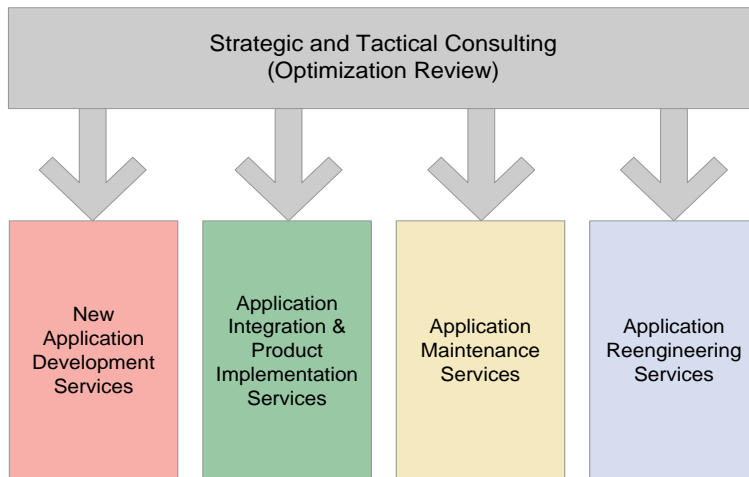 Strategic and Tactical Consulting
(Optimization Review)
New
Application
Development
Services
Application
Integration &
Product
Implementation
Services
Application
Maintenance
Services
Application
Reengineering
Services